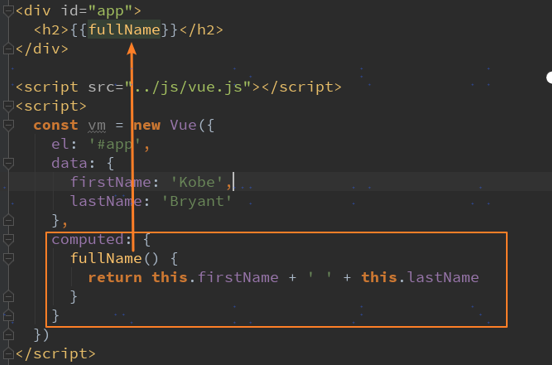 <div id="app">
<h2>{{fullName}}</h2>
</div>
<script src="../js/vue.js"></script>
<script>
const vm = new Vue({
el: '#app',
data: {
firstName: 'Kobe',
lastName: 'Bryant'
},
computed: {
fullName() {
return this.firstName + ' ' + this.lastName
}
}
})
</script>